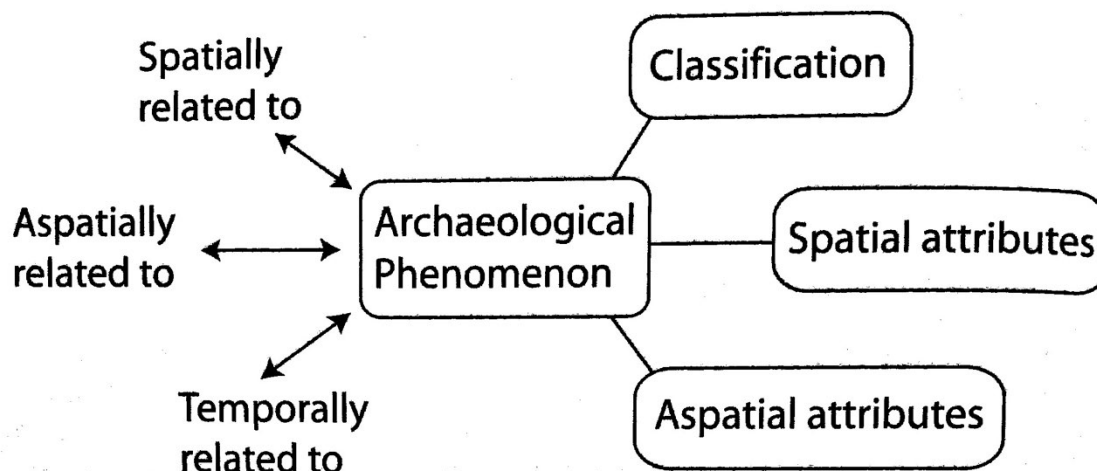 Spatially
related to
Classification
Aspatially
related to
Archaeological
Phenomenon
Spatial attributes
Temporally
related to
Aspatial attributes